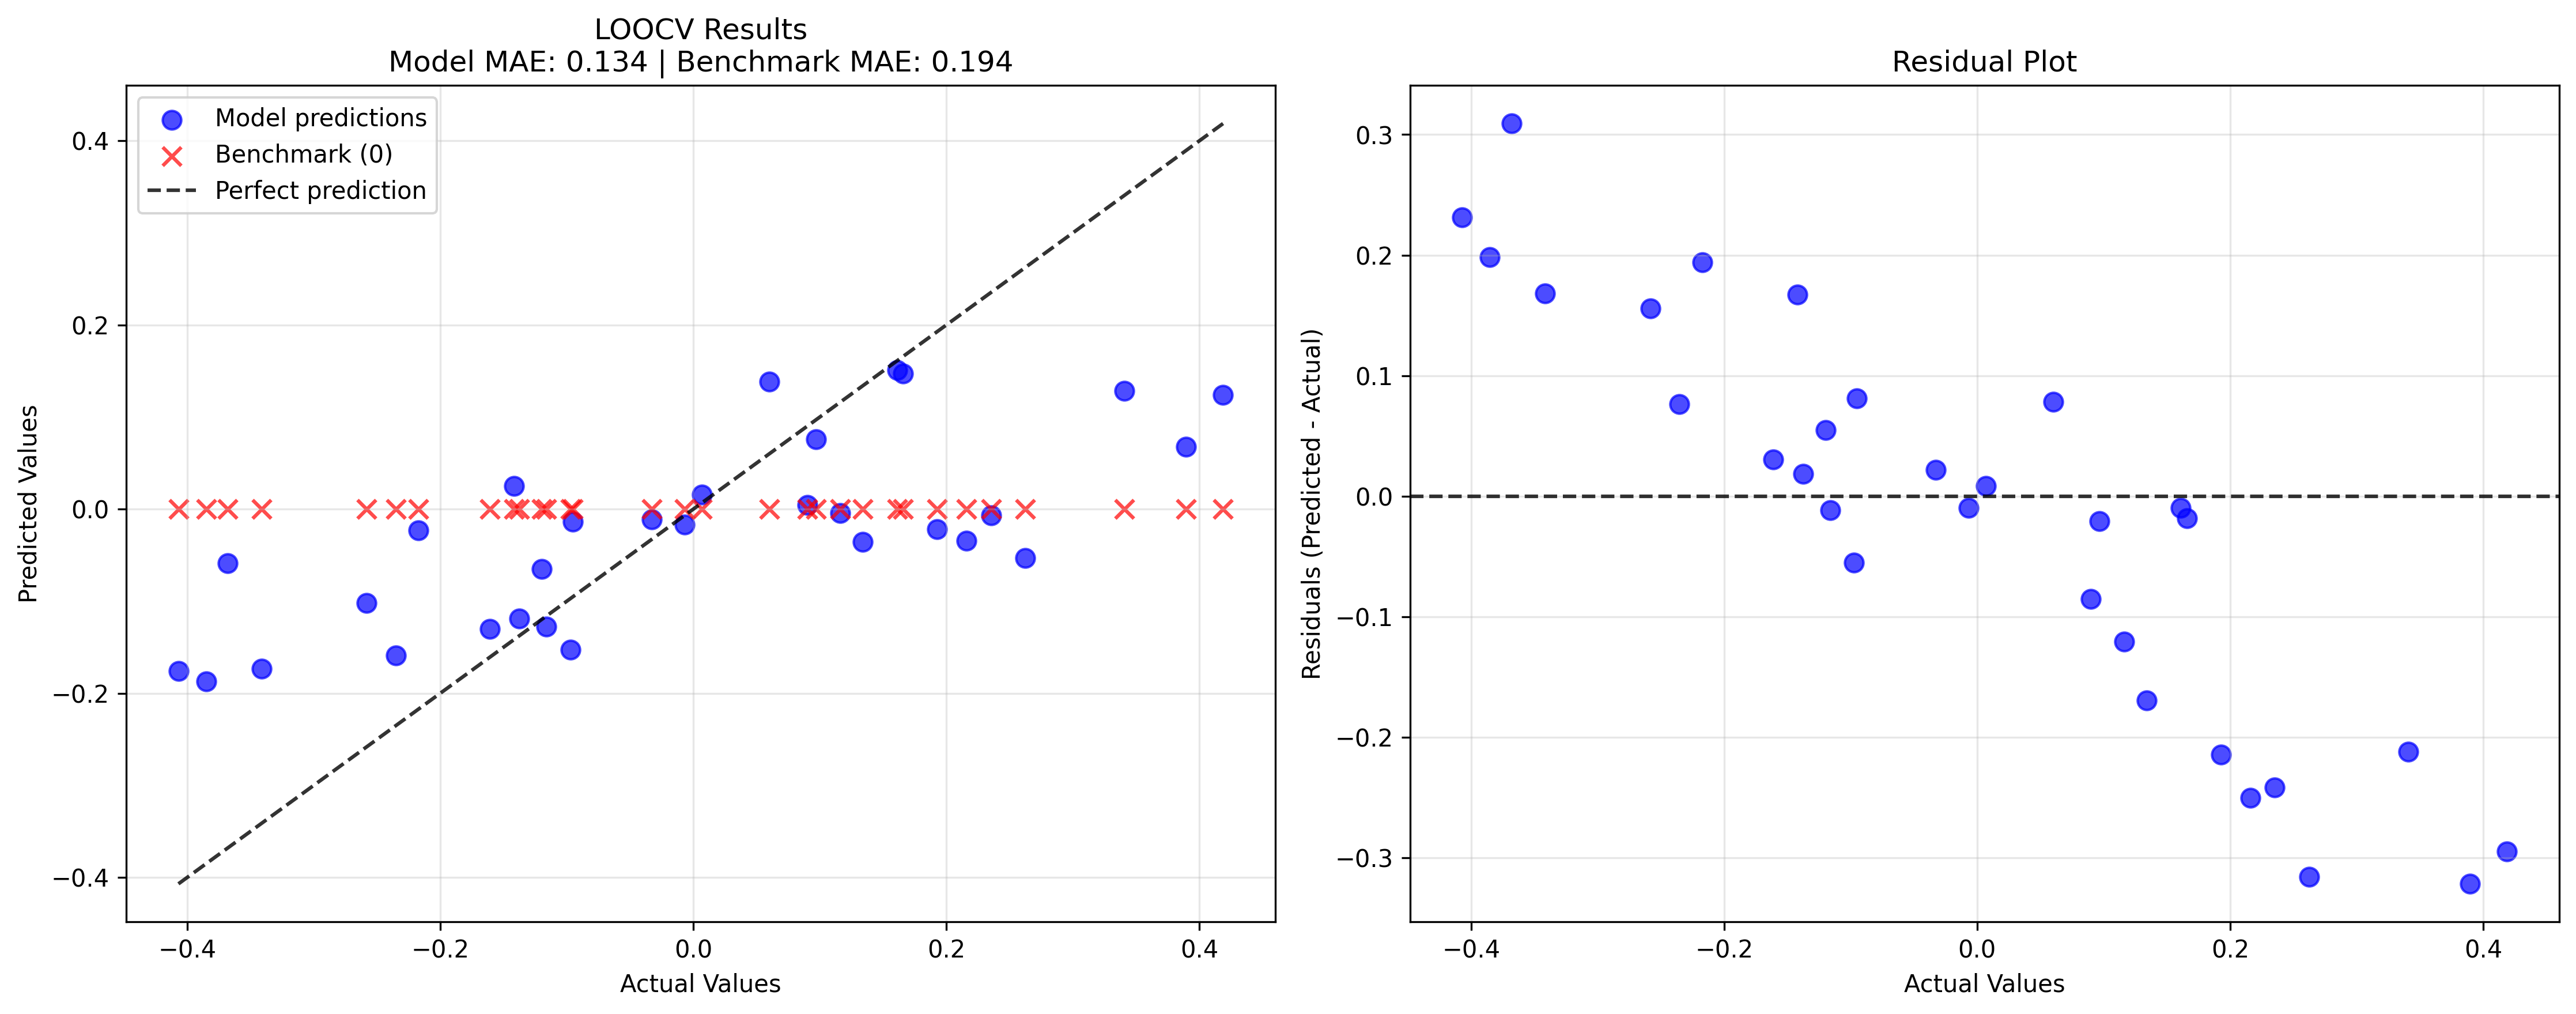 LOOCV Results
Model MAE: 0.134 | Benchmark MAE: 0.194
Model predictions
Benchmark (0)
Perfect prediction
0.4
0.2
0.0
−0.2
−0.4
Predicted Values
−0.4
−0.2
0.0
0.2
0.4
Actual Values
Residual Plot
0.3
0.2
0.1
0.0
−0.1
−0.2
−0.3
Residuals (Predicted - Actual)
−0.4
−0.2
0.0
0.2
0.4
Actual Values